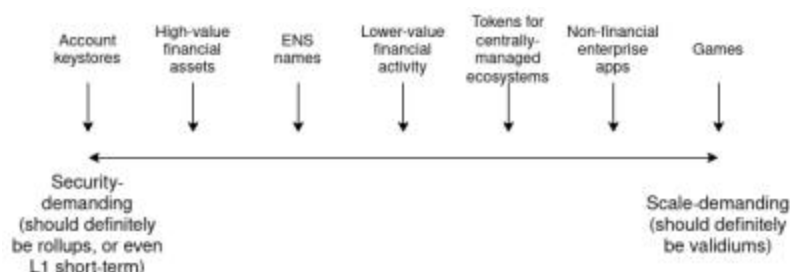 Account
keystores
High-value
financial
assets
ENS
names
Lower-value
financial
activity
Tokens for
centrally-
managed
ecosystems
Non-financial
enterprise
apps
Games
Security-
demanding
(should definitely
be rollups, or even
L1 short-term)
Scale-demanding
(should definitely
be validiums)